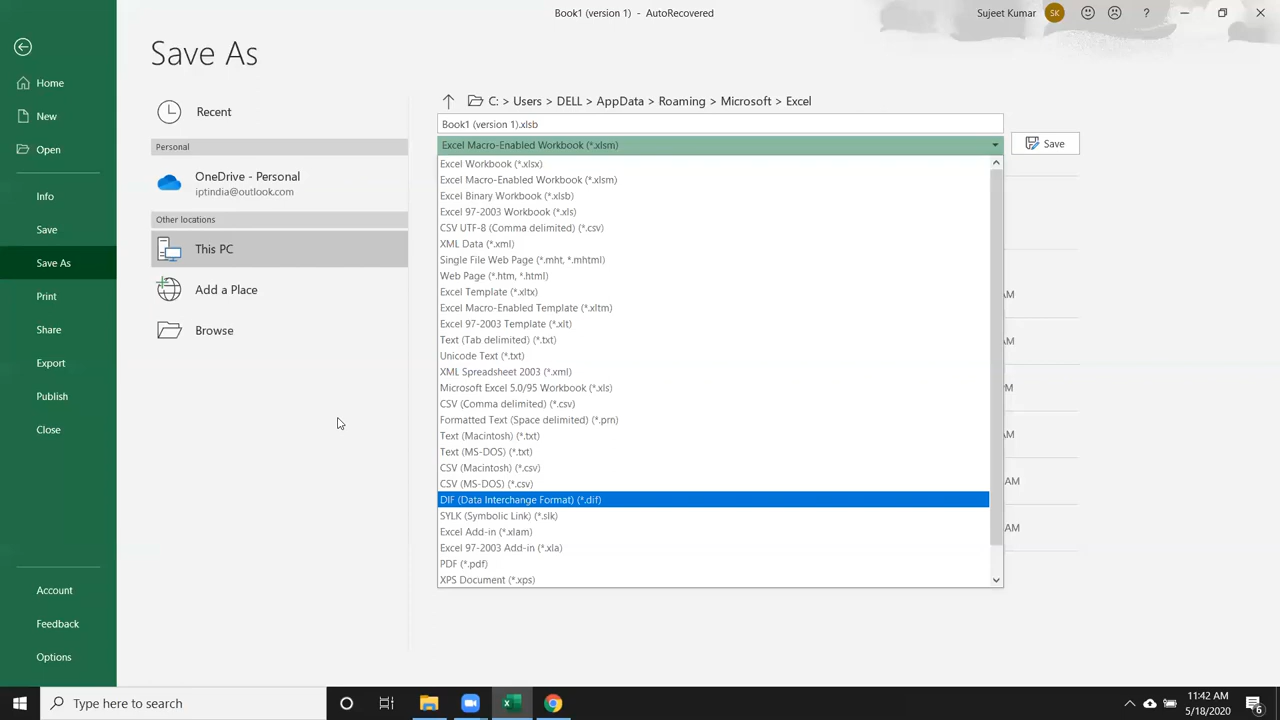 Book1 (version 1) - AutoRecovered
Sujeet Kumar
SK
?
Save As
Home
New
Open
Info
Save
Save As
Print
Share
Export
Publish
Close
Account
Feedback
Options
Recent
Personal
OneDrive - Personal
iptindia@outlook.com
Other locations
This PC
Add a Place
Browse
C: > Users > DELL > AppData > Roaming > Microsoft > Excel
Book1 (version 1).xlsb
Excel Macro-Enabled Workbook (*.xlsm)
Save
Excel Workbook (*.xlsx)
Excel Macro-Enabled Workbook (*.xlsm)
Excel Binary Workbook (*.xlsb)
Excel 97-2003 Workbook (*.xls)
CSV UTF-8 (Comma delimited) (*.csv)
XML Data (*.xml)
Single File Web Page (*.mht, *.mhtml)
Web Page (*.htm, *.html)
Excel Template (*.xltx)
Excel Macro-Enabled Template (*.xltm)
Excel 97-2003 Template (*.xlt)
Text (Tab delimited) (*.txt)
Unicode Text (*.txt)
XML Spreadsheet 2003 (*.xml)
Microsoft Excel 5.0/95 Workbook (*.xls)
CSV (Comma delimited) (*.csv)
Formatted Text (Space delimited) (*.prn)
Text (Macintosh) (*.txt)
Text (MS-DOS) (*.txt)
CSV (Macintosh) (*.csv)
CSV (MS-DOS) (*.csv)
DIF (Data Interchange Format) (*.dif)
SYLK (Symbolic Link) (*.slk)
Excel Add-in (*.xlam)
Excel 97-2003 Add-in (*.xla)
PDF (*.pdf)
XPS Document (*.xps)
AM
AM
PM
AM
AM
AM
Type here to search
11:42 AM
5/18/2020
6